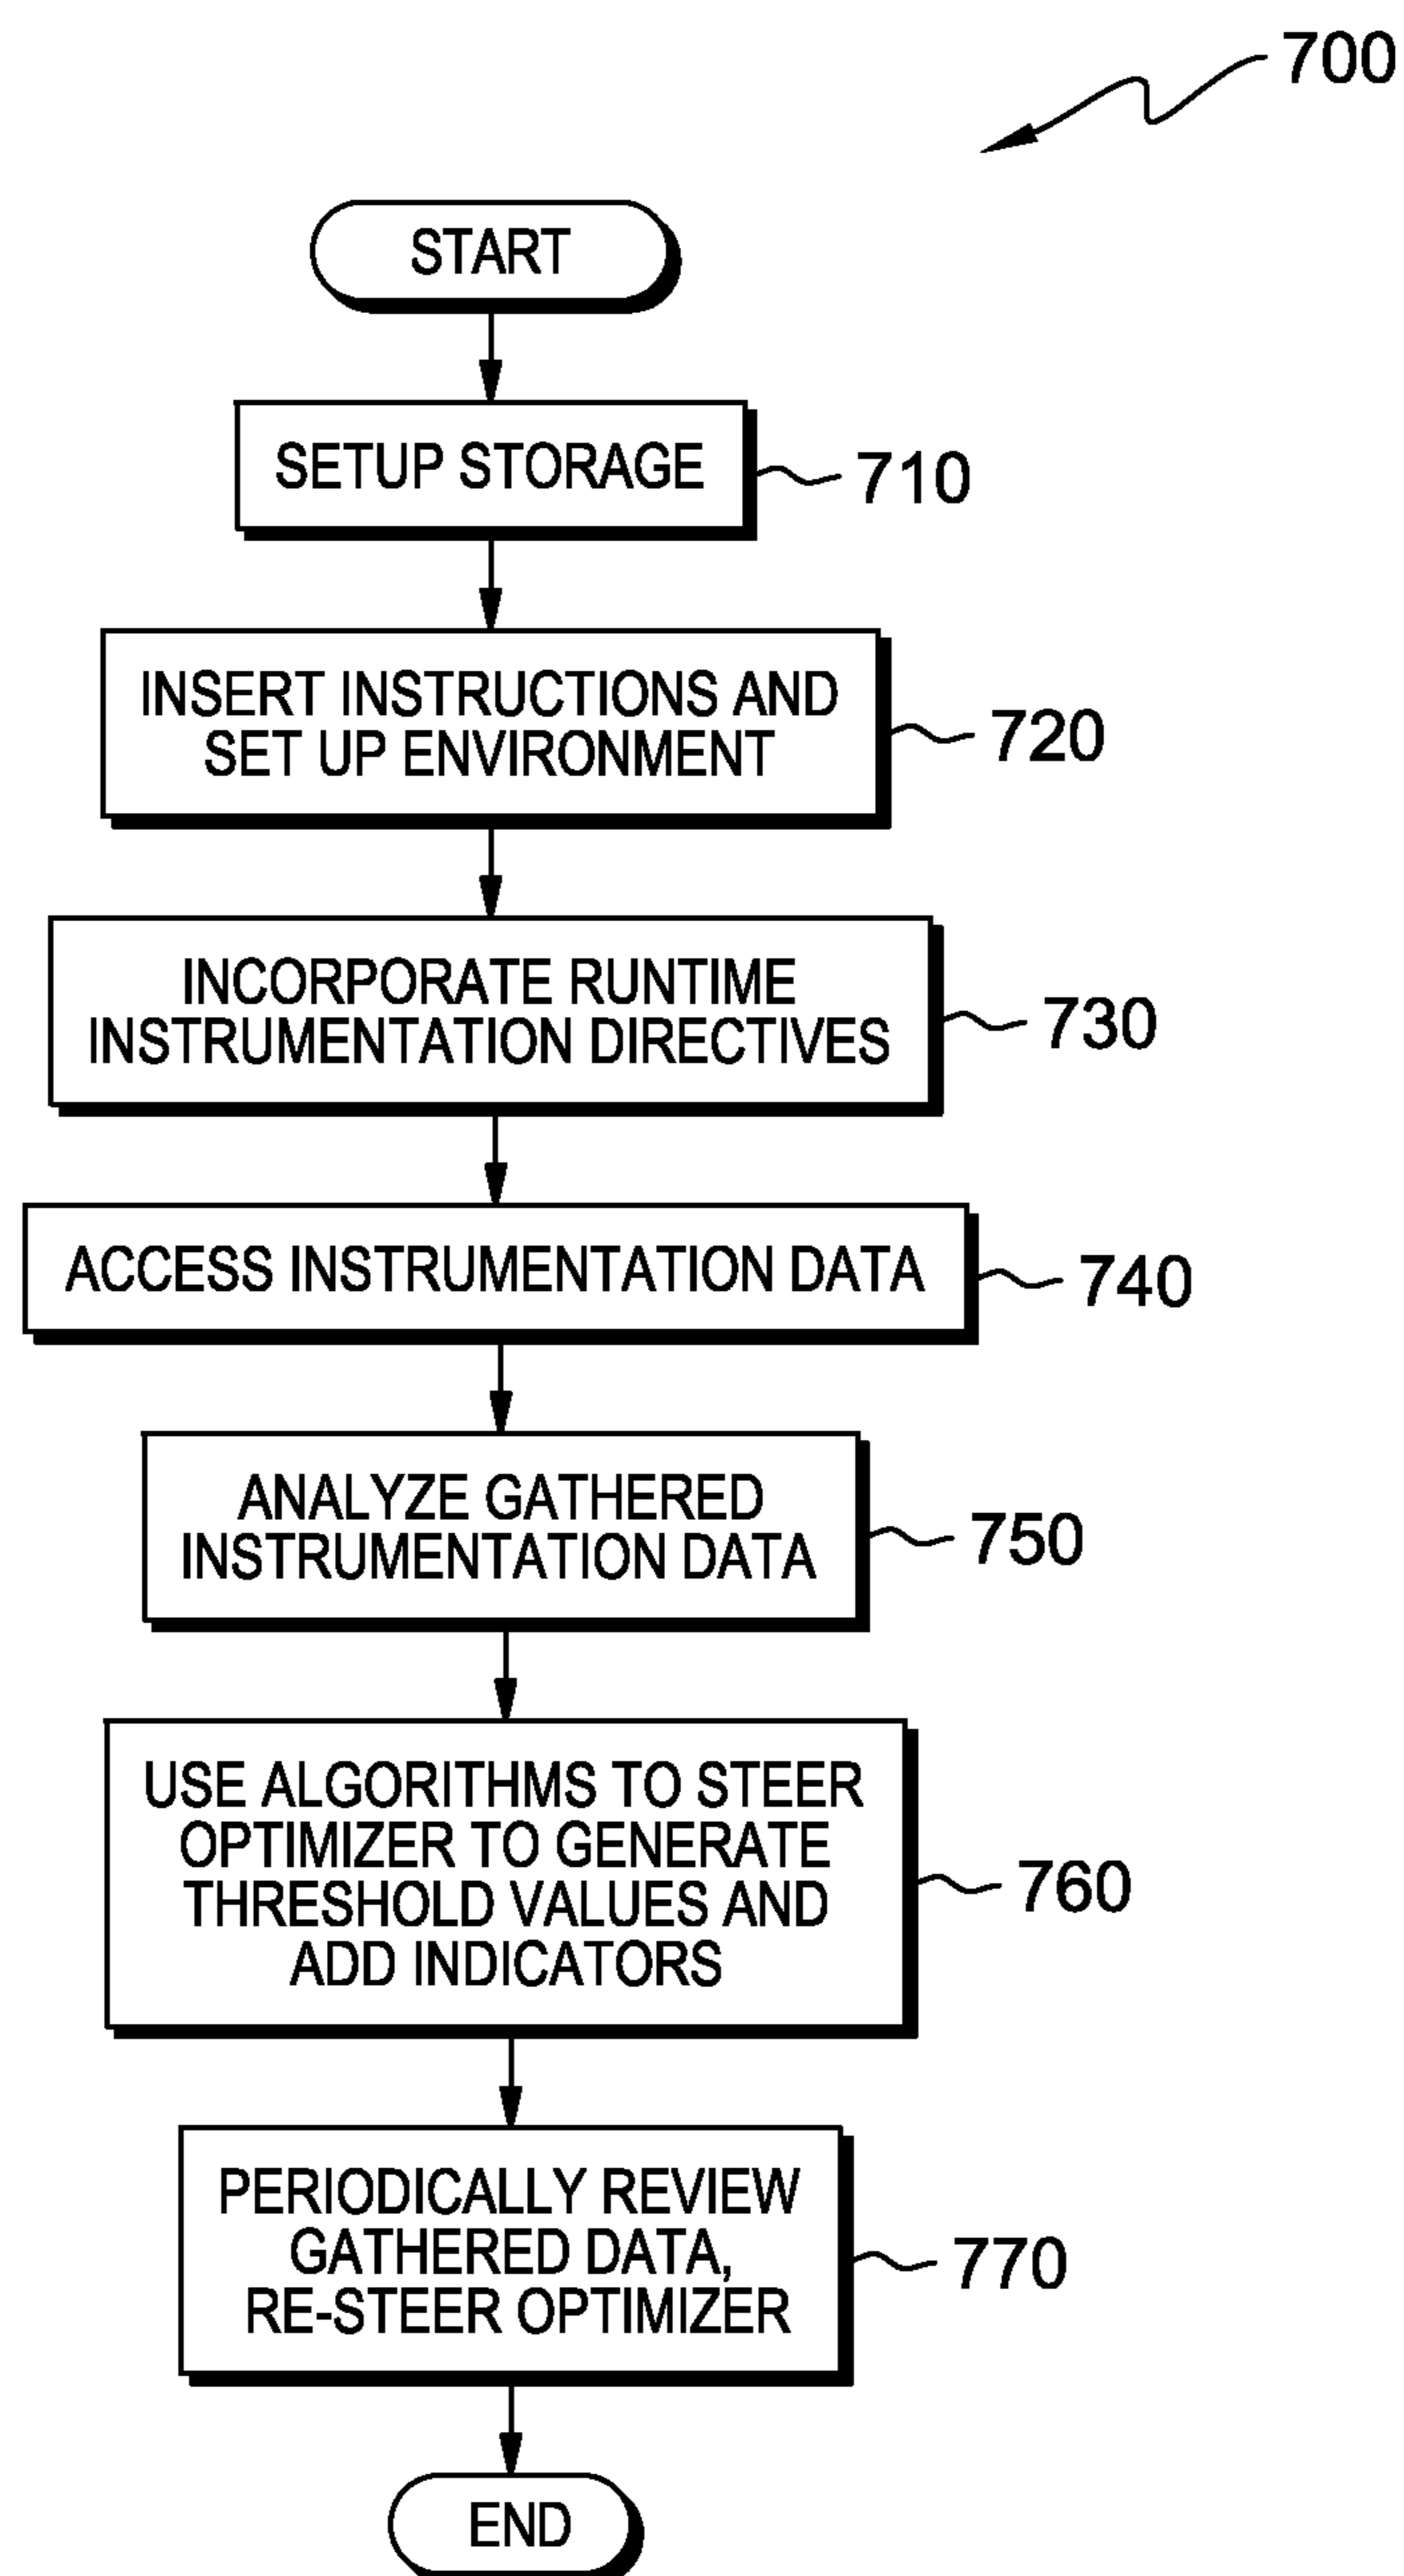 700
START
SETUP STORAGE
710
INSERT INSTRUCTIONS AND
SET UP ENVIRONMENT
720
INCORPORATE RUNTIME
INSTRUMENTATION DIRECTIVES
730
ACCESS INSTRUMENTATION DATA
740
ANALYZE GATHERED
INSTRUMENTATION DATA
750
USE ALGORITHMS TO STEER
OPTIMIZER TO GENERATE
THRESHOLD VALUES AND
ADD INDICATORS
760
PERIODICALLY REVIEW
GATHERED DATA,
RE-STEER OPTIMIZER
770
END